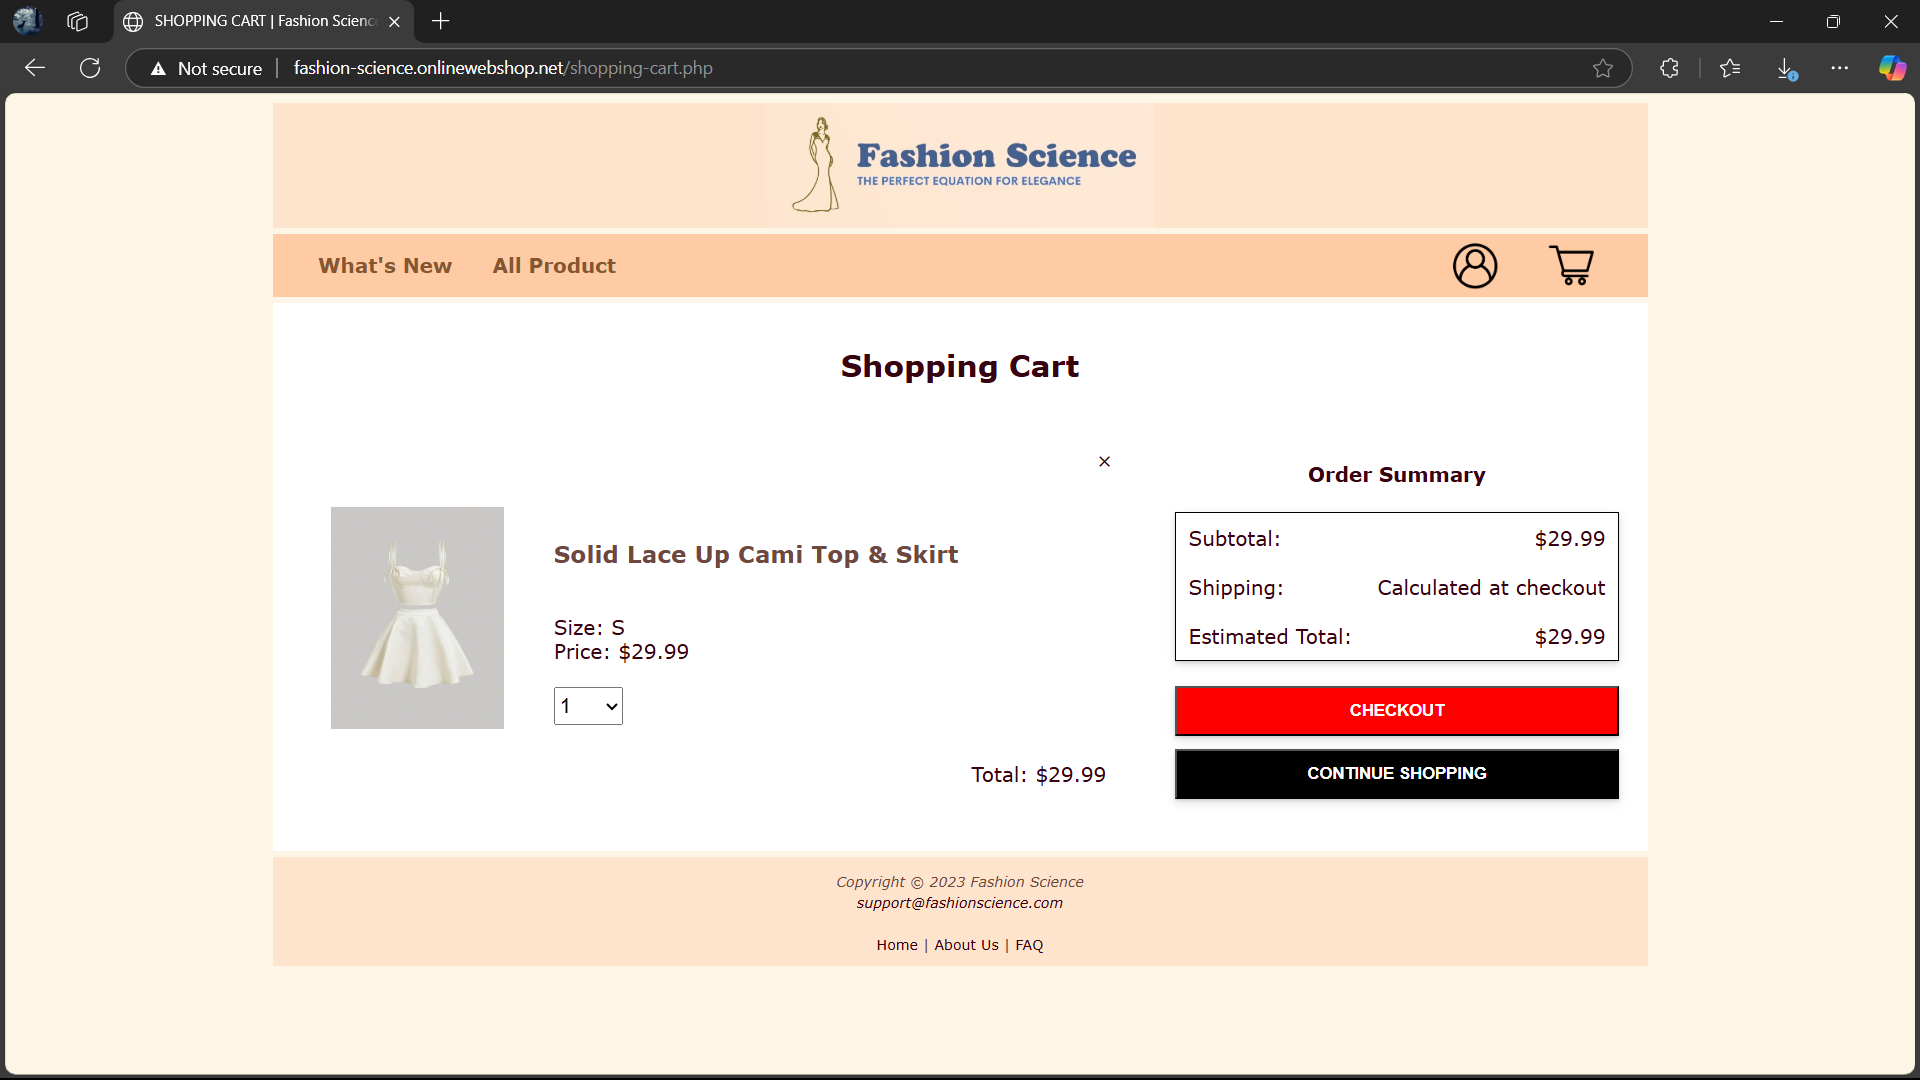 SHOPPING CART | Fashion Scienc
Not secure
fashion-science.onlinewebshop.net/shopping-cart.php
Fashion Science
THE PERFECT EQUATION FOR ELEGANCE
What's New
All Product
Shopping Cart
×
Solid Lace Up Cami Top & Skirt
Size: S
Price: $29.99
1
Total: $29.99
Order Summary
Subtotal: $29.99
Shipping: Calculated at checkout
Estimated Total: $29.99
CHECKOUT
CONTINUE SHOPPING
Copyright © 2023 Fashion Science
support@fashionscience.com
Home | About Us | FAQ